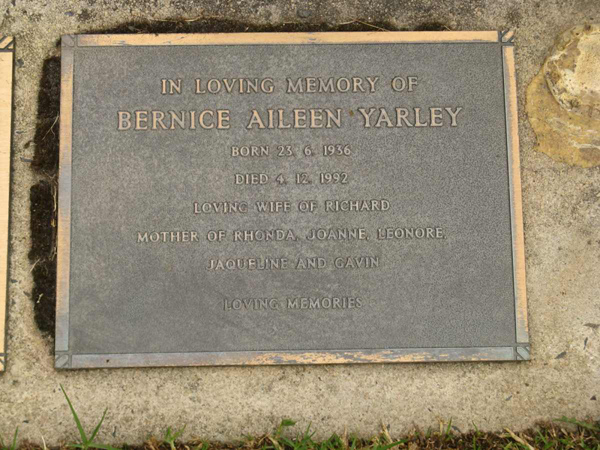 IN LOVING MEMORY OF
BERNICE AILEEN YARLEY
BORN 23. 6. 1936
DIED 4. 12. 1992
LOVING WIFE OF RICHARD
MOTHER OF RHONDA, JOANNE, LEONORE,
JAQUELINE AND GAVIN
LOVING MEMORIES